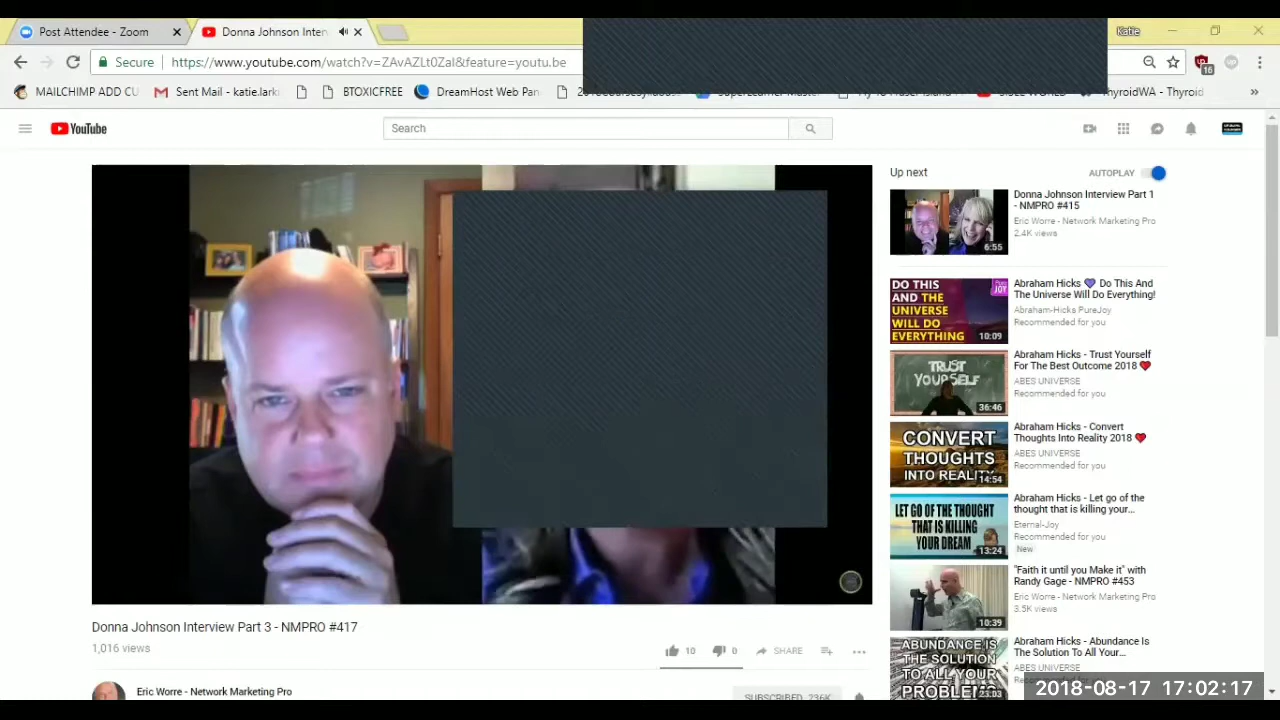 Post Attendee - Zoom
Donna Johnson Inter
Katie
Secure
https://www.youtube.com/watch?v=ZAvAZLt0ZaI&feature=youtu.be
16
MAILCHIMP ADD CU
Sent Mail - katie.lark
BTOXICFREE
DreamHost Web Pan
ThyroidWA - Thyroid
YouTube
Search
Up next
AUTOPLAY
Donna Johnson Interview Part 1
- NMPRO #415
Eric Worre - Network Marketing Pro
2.4K views
6:55
DO THIS
AND THE
UNIVERSE
WILL DO
EVERYTHING
JOY
10:09
Abraham Hicks 💜 Do This And
The Universe Will Do Everything!
Abraham-Hicks PureJoy
Recommended for you
TRUST
YOURSELF
36:46
Abraham Hicks - Trust Yourself
For The Best Outcome 2018 ❤
ABES UNIVERSE
Recommended for you
CONVERT
THOUGHTS
INTO REALITY
14:54
Abraham Hicks - Convert
Thoughts Into Reality 2018 ❤
ABES UNIVERSE
Recommended for you
LET GO OF THE THOUGHT
THAT IS KILLING
YOUR DREAM
13:24
Abraham Hicks - Let go of the
thought that is killing your...
Eternal-Joy
Recommended for you
New
"Faith it until you Make it" with
Randy Gage - NMPRO #453
Eric Worre - Network Marketing Pro
3.5K views
10:39
ABUNDANCE IS
THE SOLUTION
TO ALL YOUR
PROBLEMS
23:03
Abraham Hicks - Abundance Is
The Solution To All Your...
ABES UNIVERSE
Donna Johnson Interview Part 3 - NMPRO #417
1,016 views
10
0
SHARE
Eric Worre - Network Marketing Pro
SUBSCRIBED 236K
2018-08-17 17:02:17